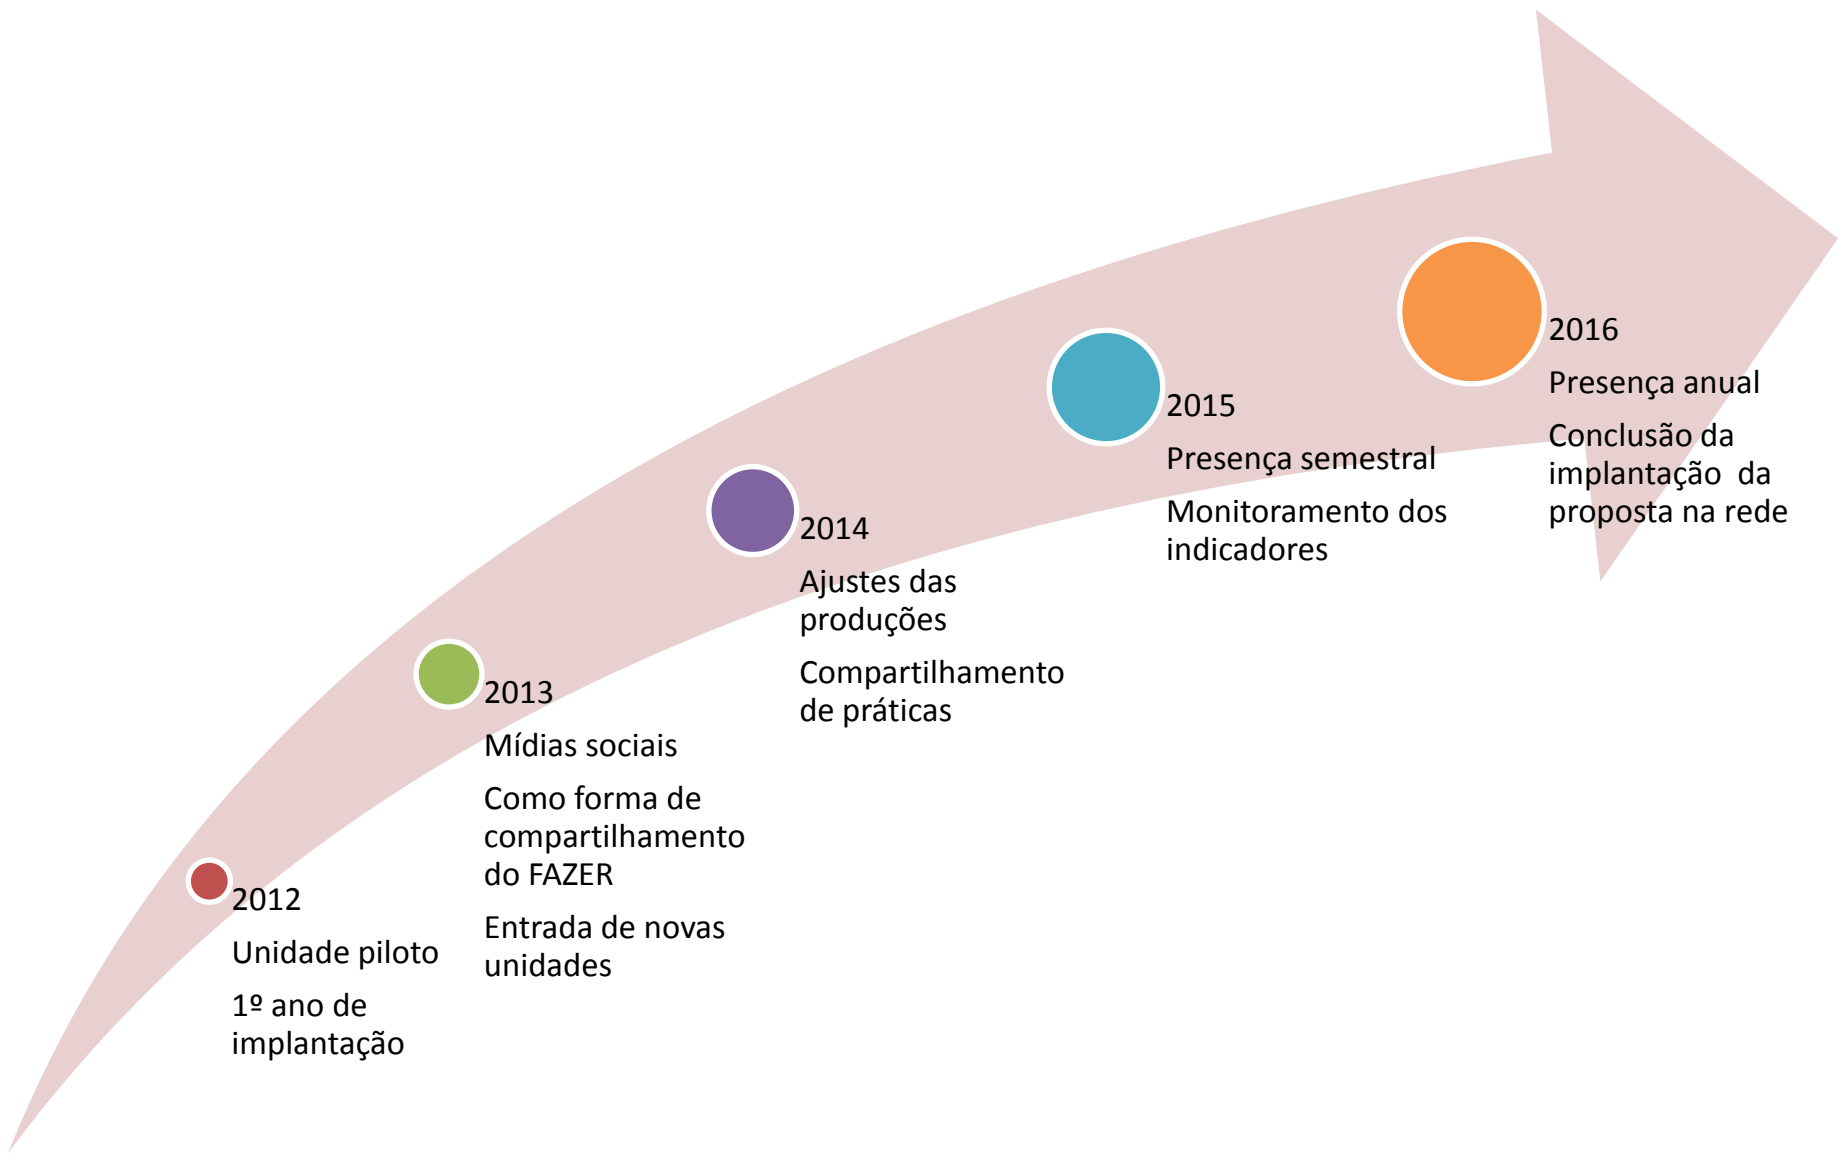 2012
Unidade piloto
1º ano de
implantação
2013
Mídias sociais
Como forma de
compartilhamento
do FAZER
Entrada de novas
unidades
2014
Ajustes das
produções
Compartilhamento
de práticas
2015
Presença semestral
Monitoramento dos
indicadores
2016
Presença anual
Conclusão da
implantação da
proposta na rede